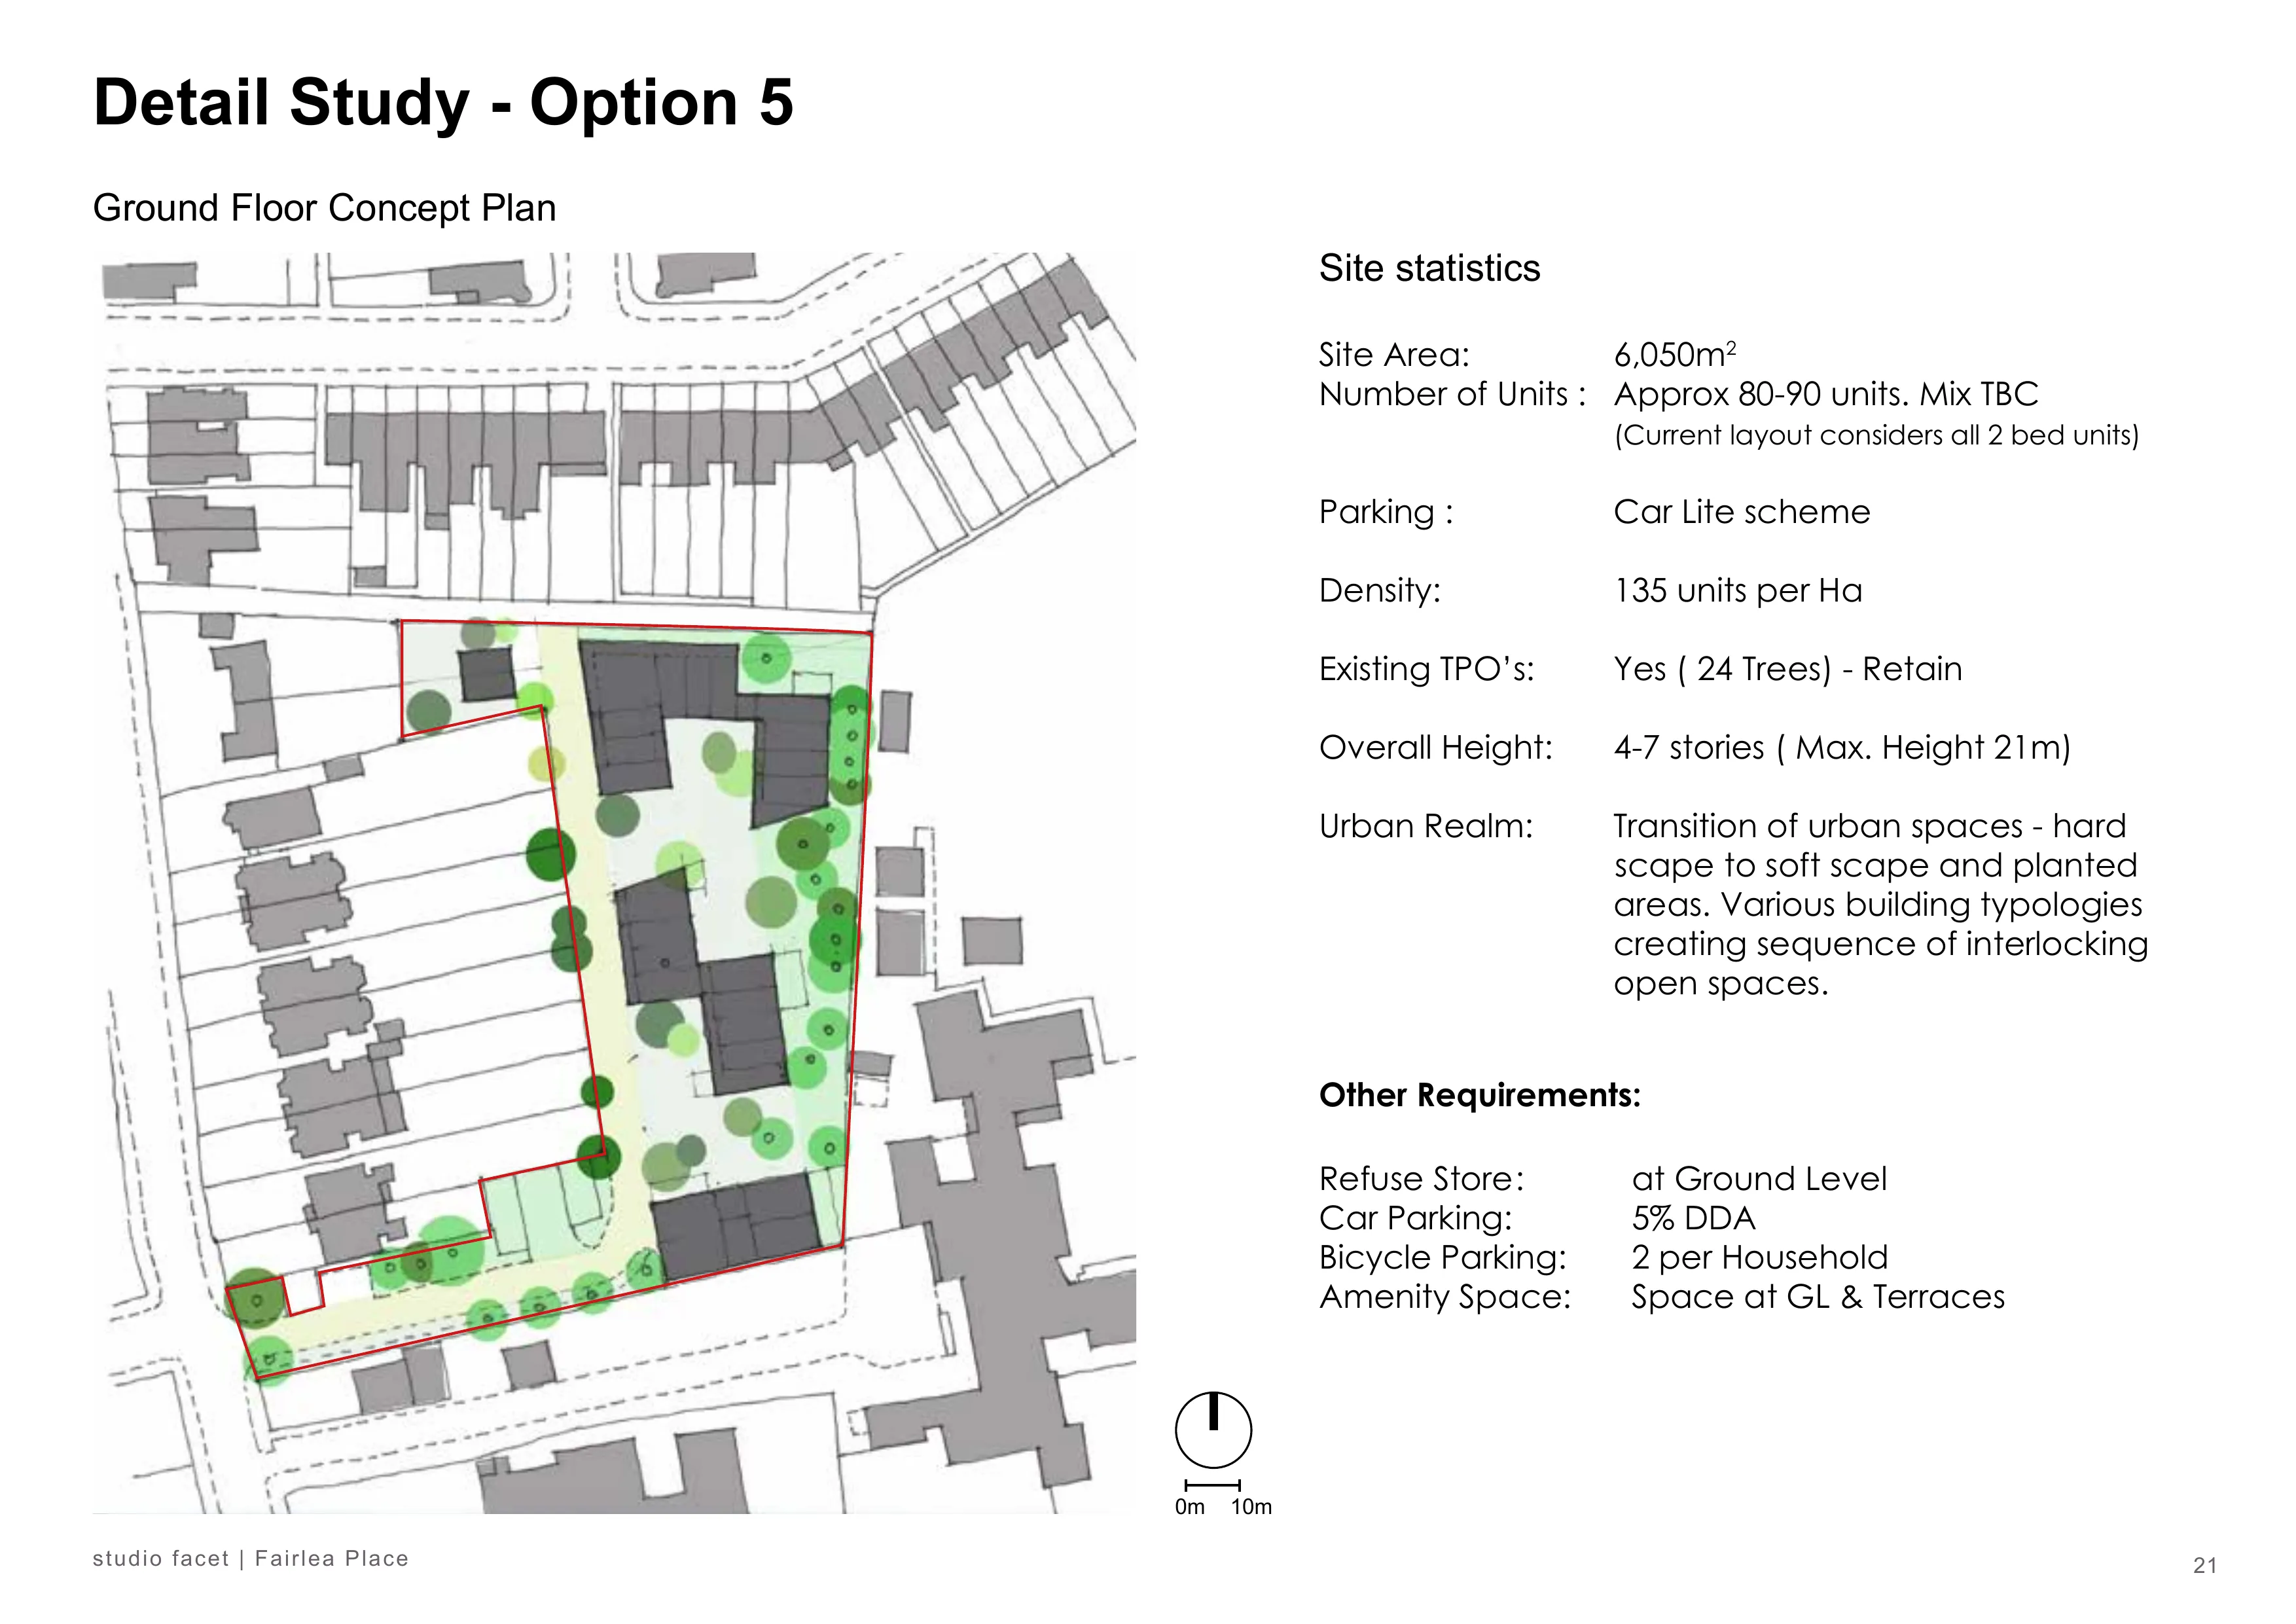 Detail Study - Option 5
Ground Floor Concept Plan
Site statistics
Site Area: 6,050m²
Number of Units : Approx 80-90 units. Mix TBC
(Current layout considers all 2 bed units)
Parking : Car Lite scheme
Density: 135 units per Ha
Existing TPO’s: Yes ( 24 Trees) - Retain
Overall Height: 4-7 stories ( Max. Height 21m)
Urban Realm: Transition of urban spaces - hard
scape to soft scape and planted
areas. Various building typologies
creating sequence of interlocking
open spaces.
Other Requirements:
Refuse Store: at Ground Level
Car Parking: 5% DDA
Bicycle Parking: 2 per Household
Amenity Space: Space at GL & Terraces
0m 10m
studio facet | Fairlea Place
21